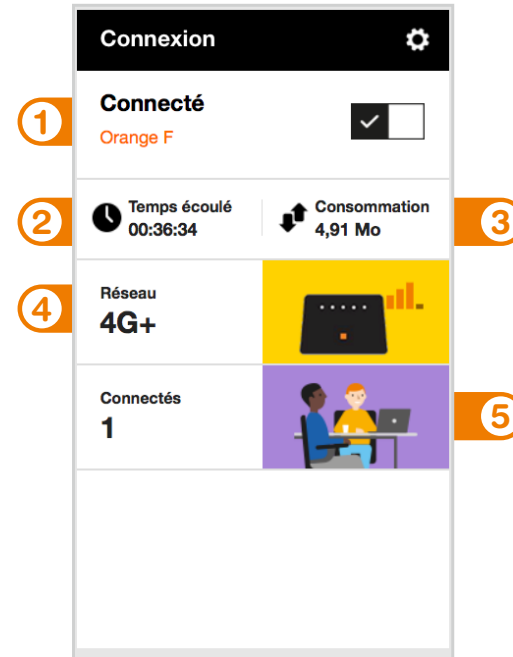 Connexion
1
Connecté
Orange F
2
Temps écoulé
00:36:34
Consommation
4,91 Mo
3
4
Réseau
4G+
Connectés
1
5